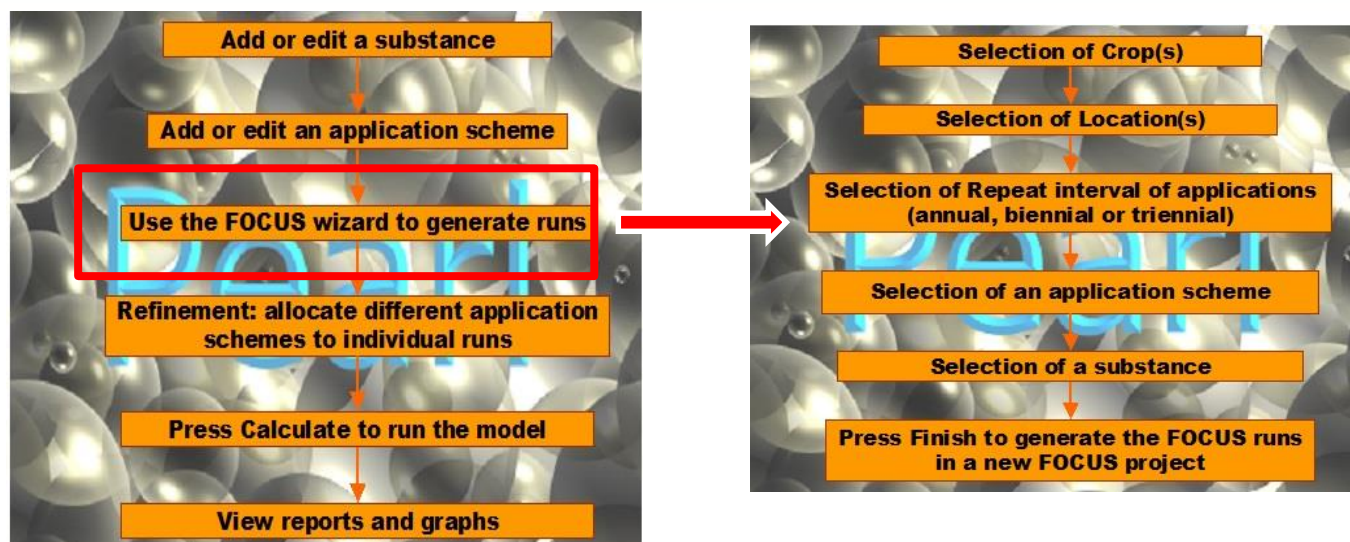 Add or edit a substance
Add or edit an application scheme
Use the FOCUS wizard to generate runs
Refinement: allocate different application
schemes to individual runs
Press Calculate to run the model
View reports and graphs
Pearl
Selection of Crop(s)
Selection of Location(s)
Selection of Repeat interval of applications
(annual, biennial or triennial)
Selection of an application scheme
Selection of a substance
Press Finish to generate the FOCUS runs
in a new FOCUS project
Pearl